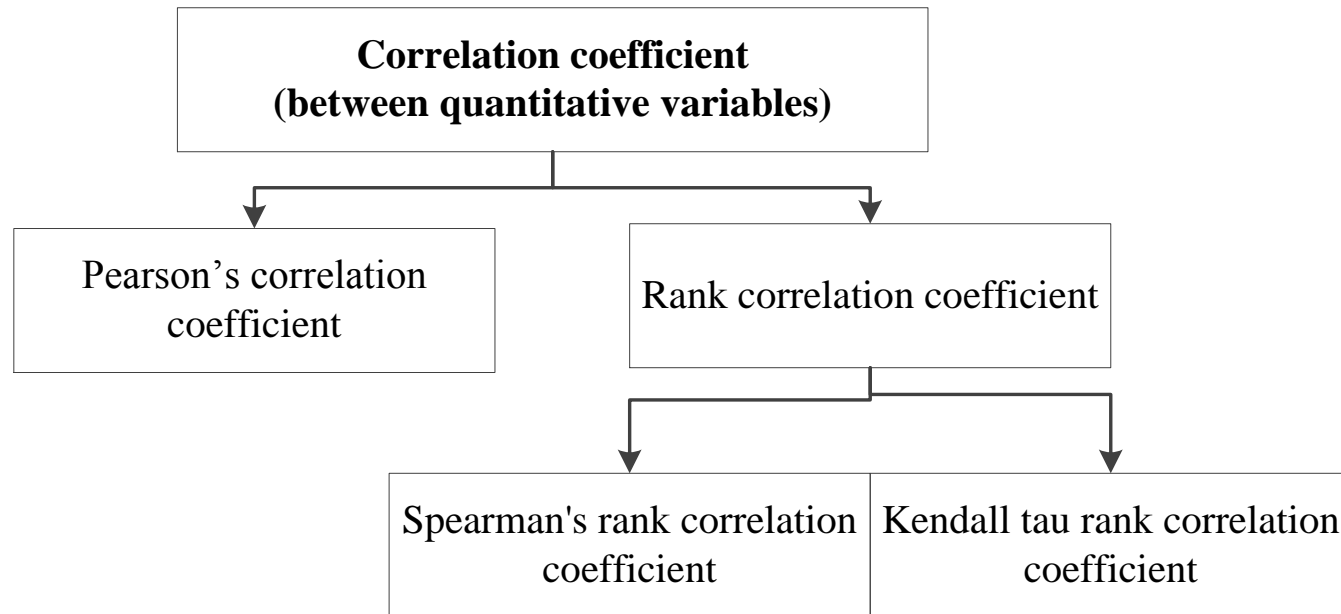 Correlation coefficient
(between quantitative variables)
Pearson’s correlation
coefficient
Rank correlation coefficient
Spearman's rank correlation
coefficient
Kendall tau rank correlation
coefficient